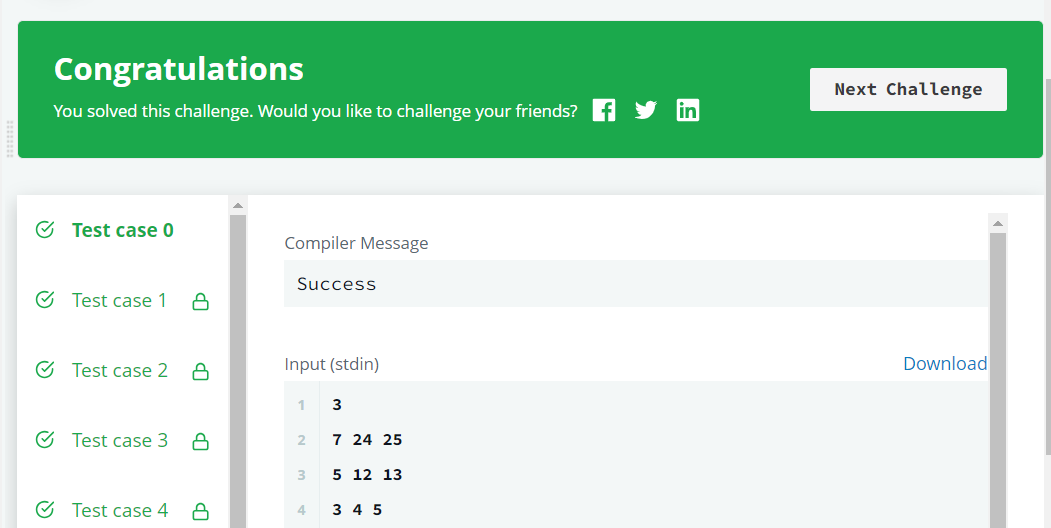 Congratulations
You solved this challenge. Would you like to challenge your friends?
Next Challenge
Test case 0
Test case 1
Test case 2
Test case 3
Test case 4
Compiler Message
Success
Input (stdin)
Download
1 3
2 7 24 25
3 5 12 13
4 3 4 5